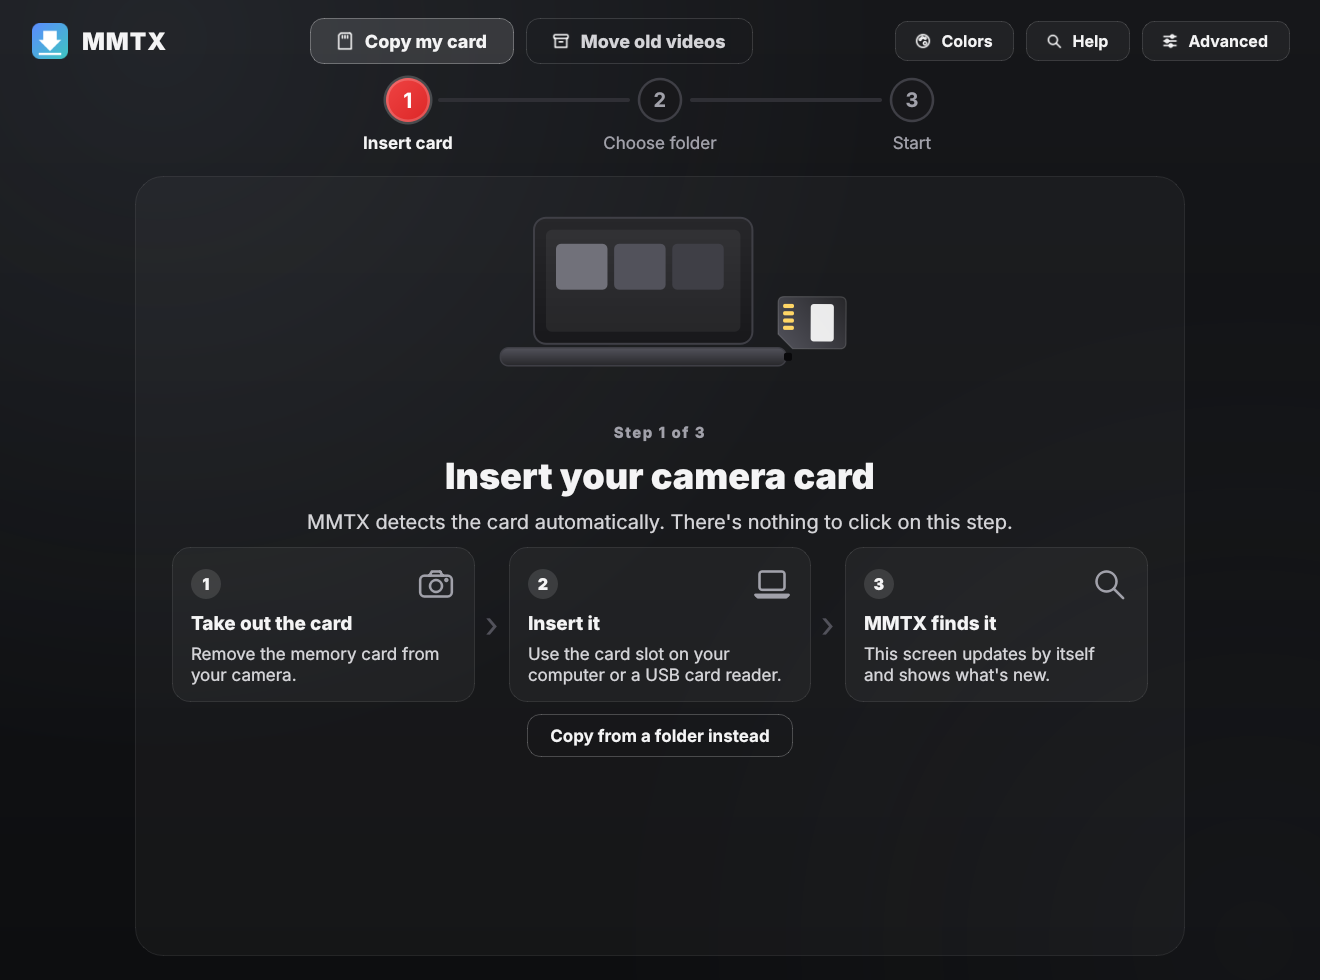 MMTX
Copy my card
Move old videos
Colors
Help
Advanced
1
2
3
Insert card
Choose folder
Start
Step 1 of 3
Insert your camera card
MMTX detects the card automatically. There's nothing to click on this step.
1
Take out the card
Remove the memory card from
your camera.
2
Insert it
Use the card slot on your
computer or a USB card reader.
3
MMTX finds it
This screen updates by itself
and shows what's new.
Copy from a folder instead